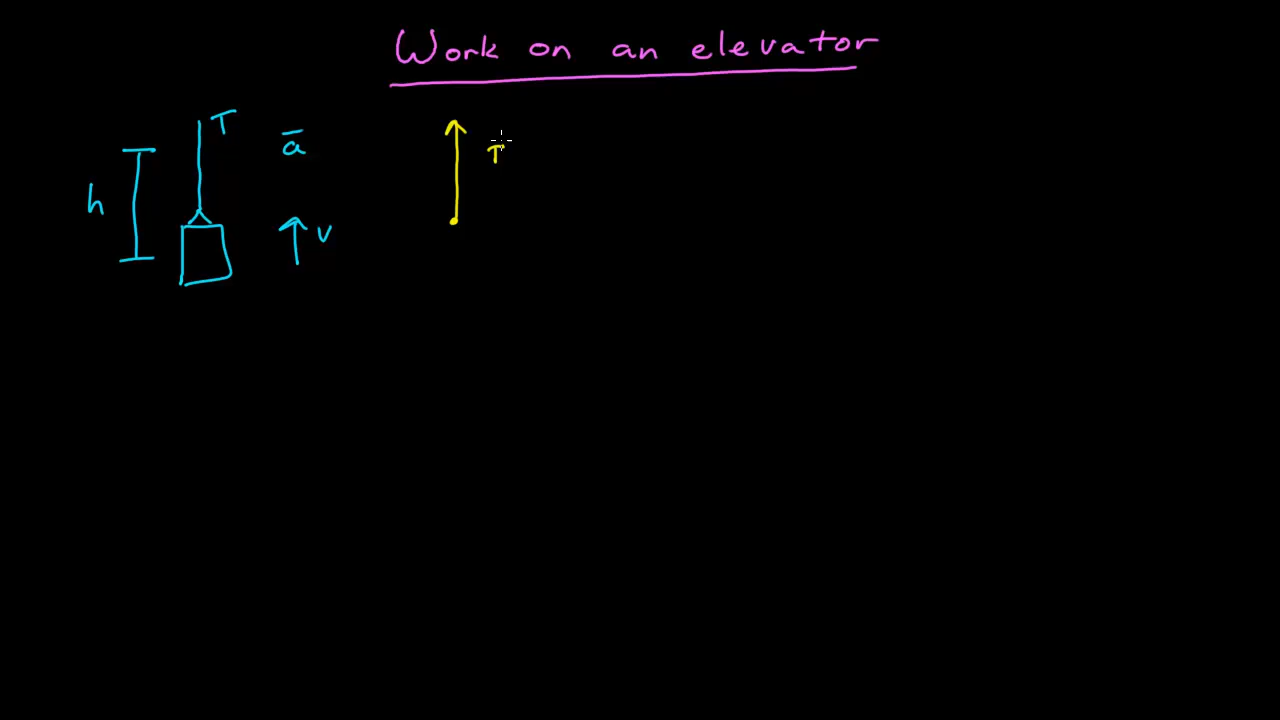 Work on an elevator
T
a̅
h
v
T